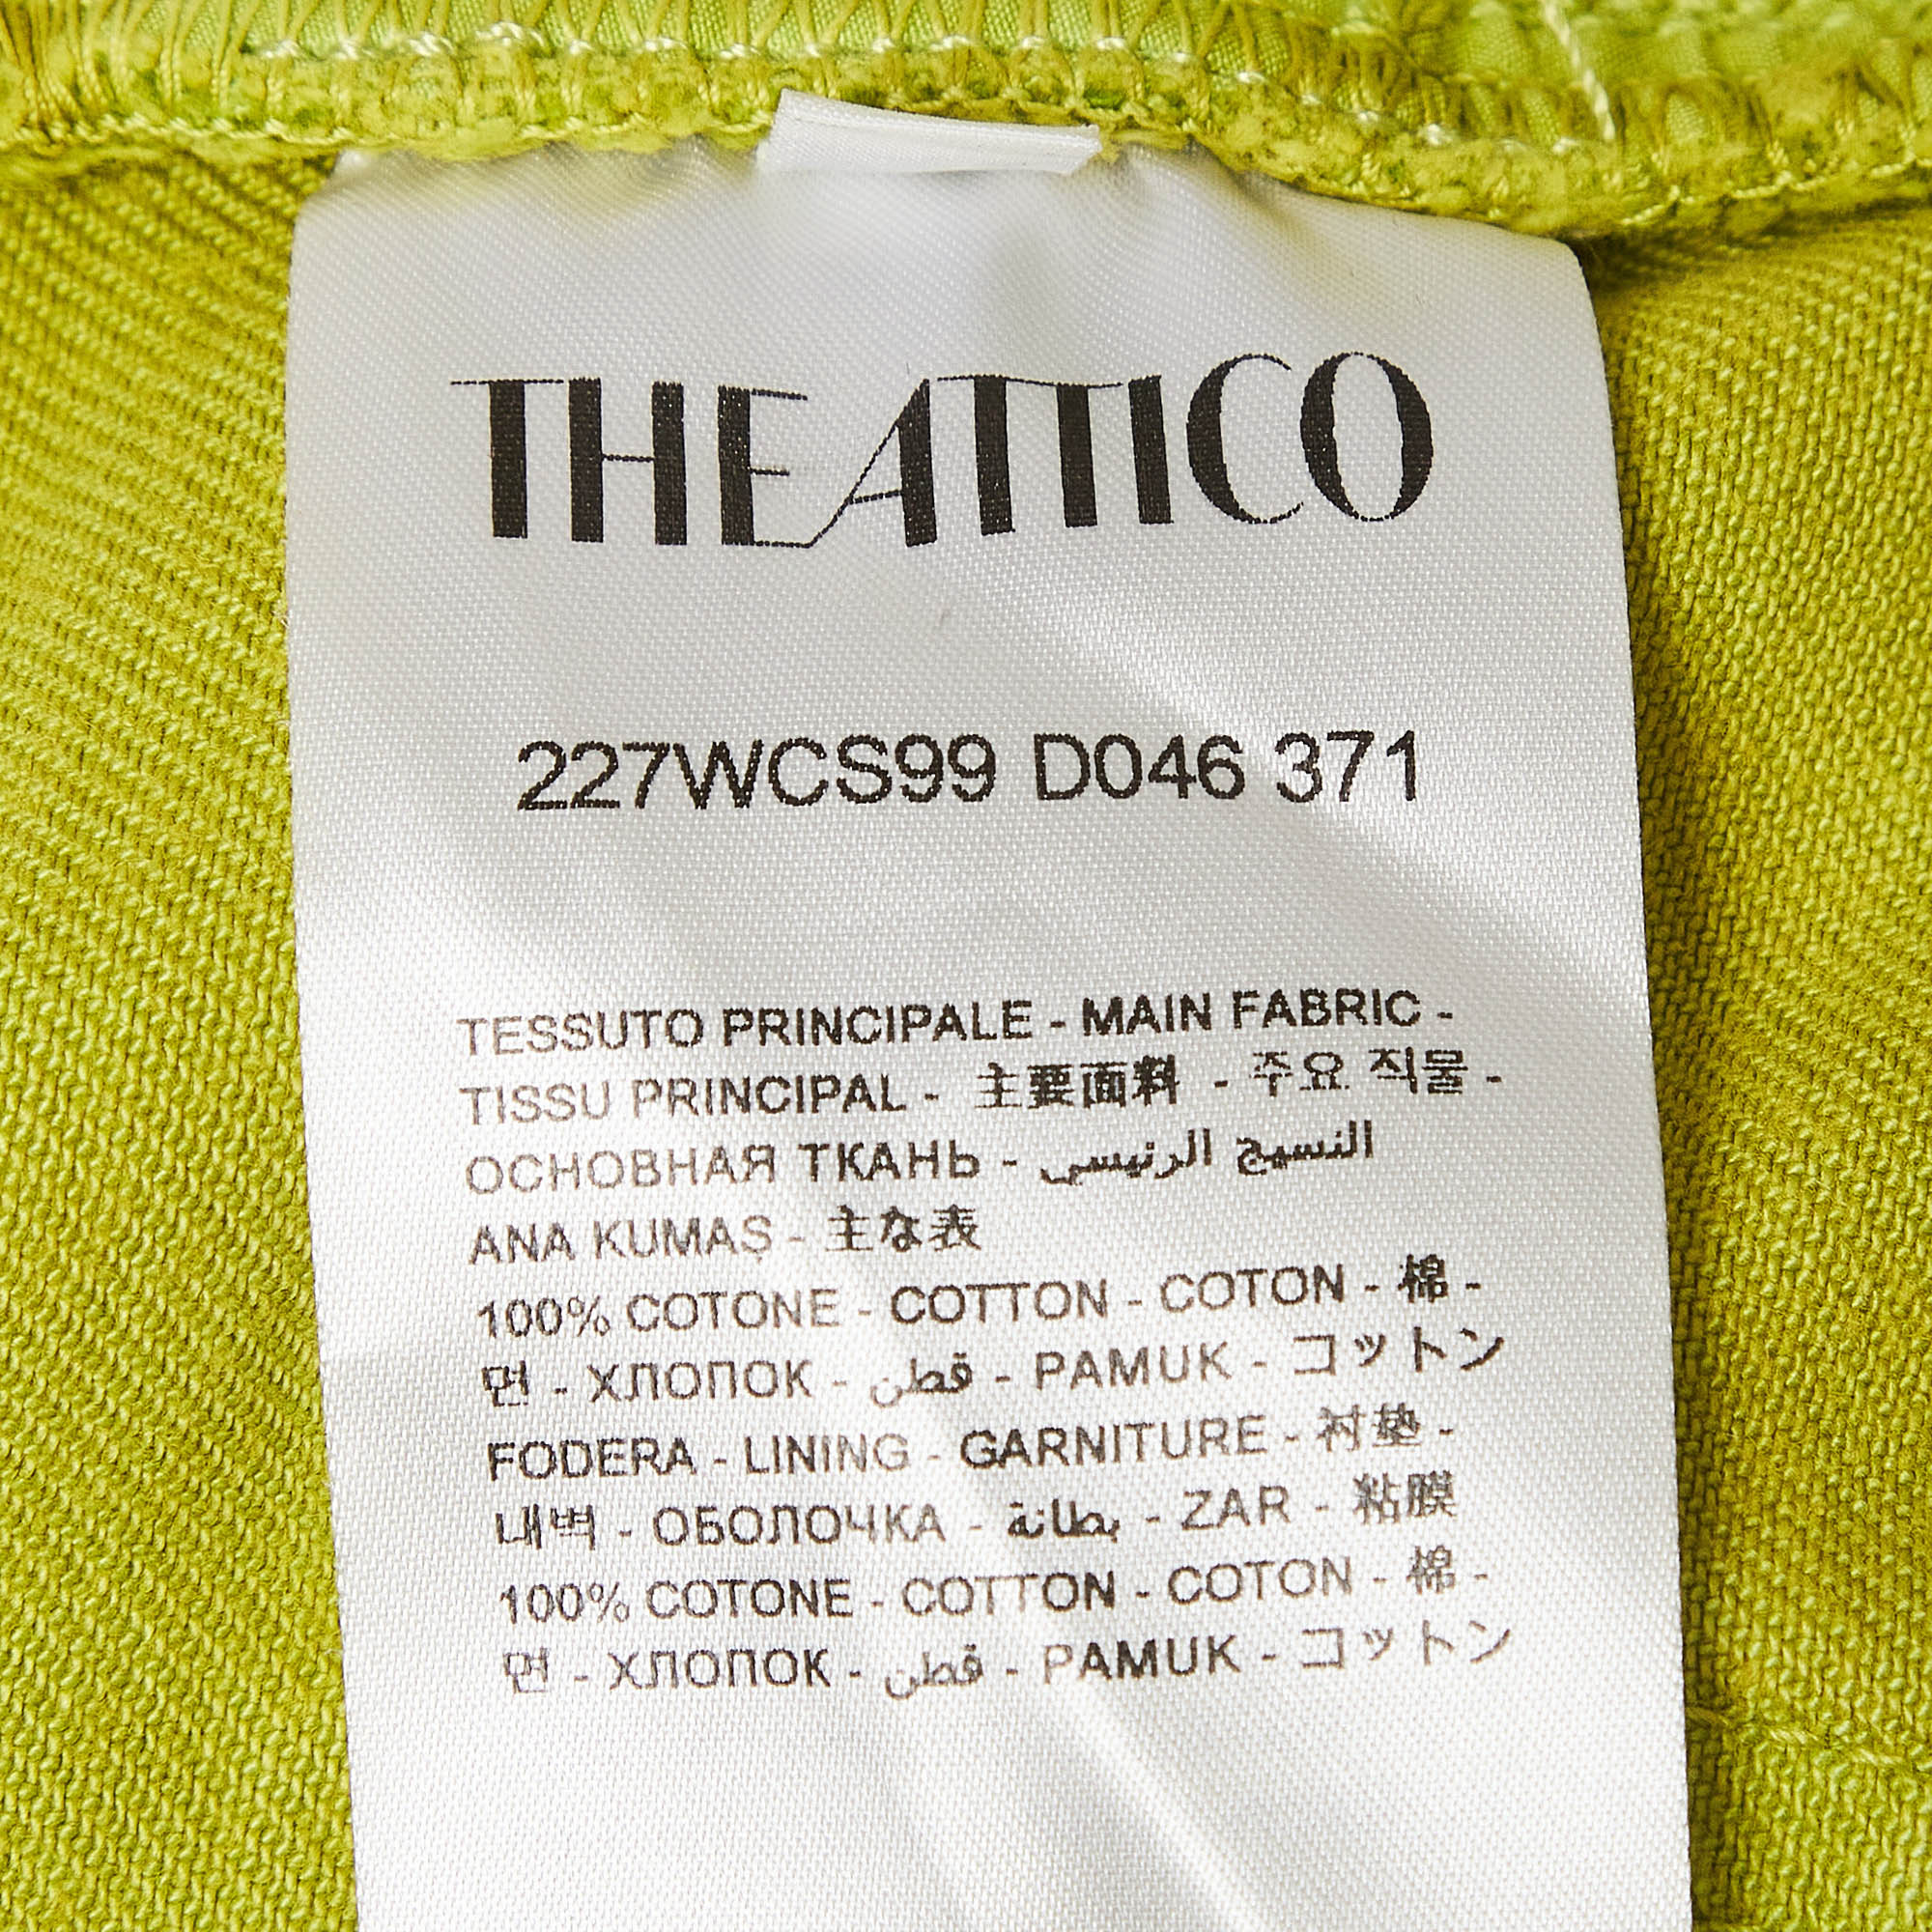 THE ATTICO
227WCS99 D046 371
TESSUTO PRINCIPALE - MAIN FABRIC -
TISSU PRINCIPAL - 主要面料 - 주요 직물 -
ОСНОВНАЯ ТКАНЬ - النسيج الرئيسي
ANA KUMAŞ - 主な表
100% COTONE - COTTON - COTON - 棉 -
면 - ХЛОПОК - قطن - PAMUK - コットン
FODERA - LINING - GARNITURE - 衬垫 -
내벽 - ОБОЛОЧКА - بطانة - ZAR - 粘膜
100% COTONE - COTTON - COTON - 棉 -
면 - ХЛОПОК - قطن - PAMUK - コットン